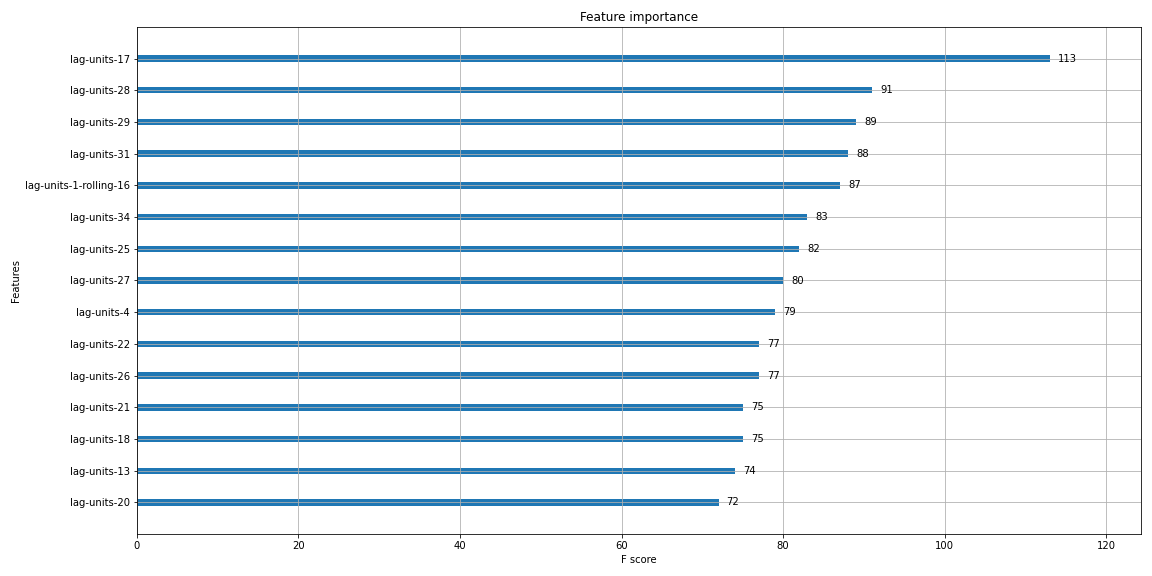 Feature importance
lag-units-17 113
lag-units-28 91
lag-units-29 89
lag-units-31 88
lag-units-1-rolling-16 87
lag-units-34 83
lag-units-25 82
lag-units-27 80
lag-units-4 79
lag-units-22 77
lag-units-26 77
lag-units-21 75
lag-units-18 75
lag-units-13 74
lag-units-20 72
Features
0 20 40 60 80 100 120
F score